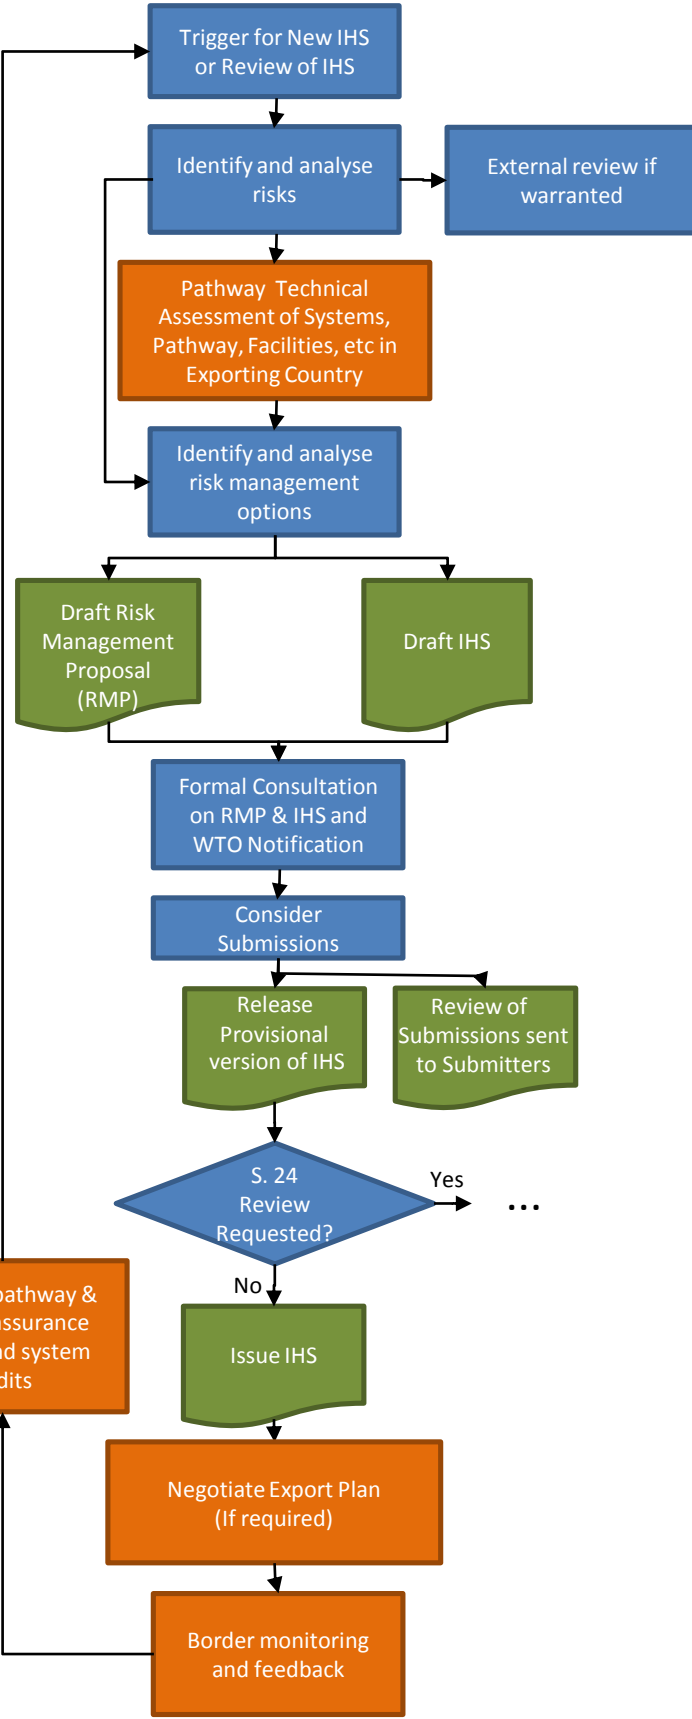 Trigger for New IHS
or Review of IHS
Identify and analyse
risks
External review if
warranted
Pathway Technical
Assessment of Systems,
Pathway, Facilities, etc in
Exporting Country
Identify and analyse
risk management
options
Draft Risk
Management
Proposal
(RMP)
Draft IHS
Formal Consultation
on RMP & IHS and
WTO Notification
Consider
Submissions
Release
Provisional
version of IHS
Review of
Submissions sent
to Submitters
S. 24
Review
Requested?
Yes
...
No
pathway &
assurance
system
Issue IHS
Negotiate Export Plan
(If required)
Border monitoring
and feedback